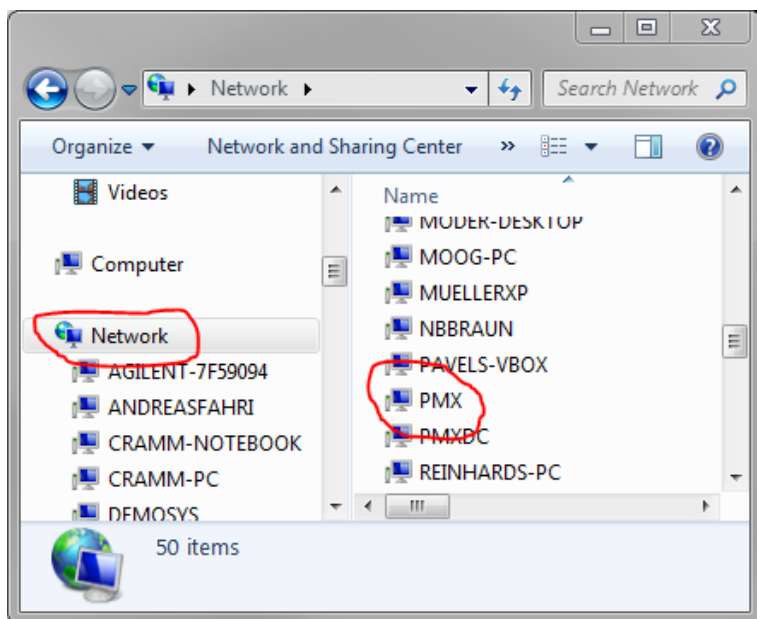 Network
Search Network
Organize
Network and Sharing Center
»
Videos
Computer
Network
AGILENT-7F59094
ANDREASFAHRI
CRAMM-NOTEBOOK
CRAMM-PC
DEMOSYS
Name
MODER-DESKTOP
MOOG-PC
MUELLERXP
NBBRAUN
PAVELS-VBOX
PMX
PMXDC
REINHARDS-PC
50 items